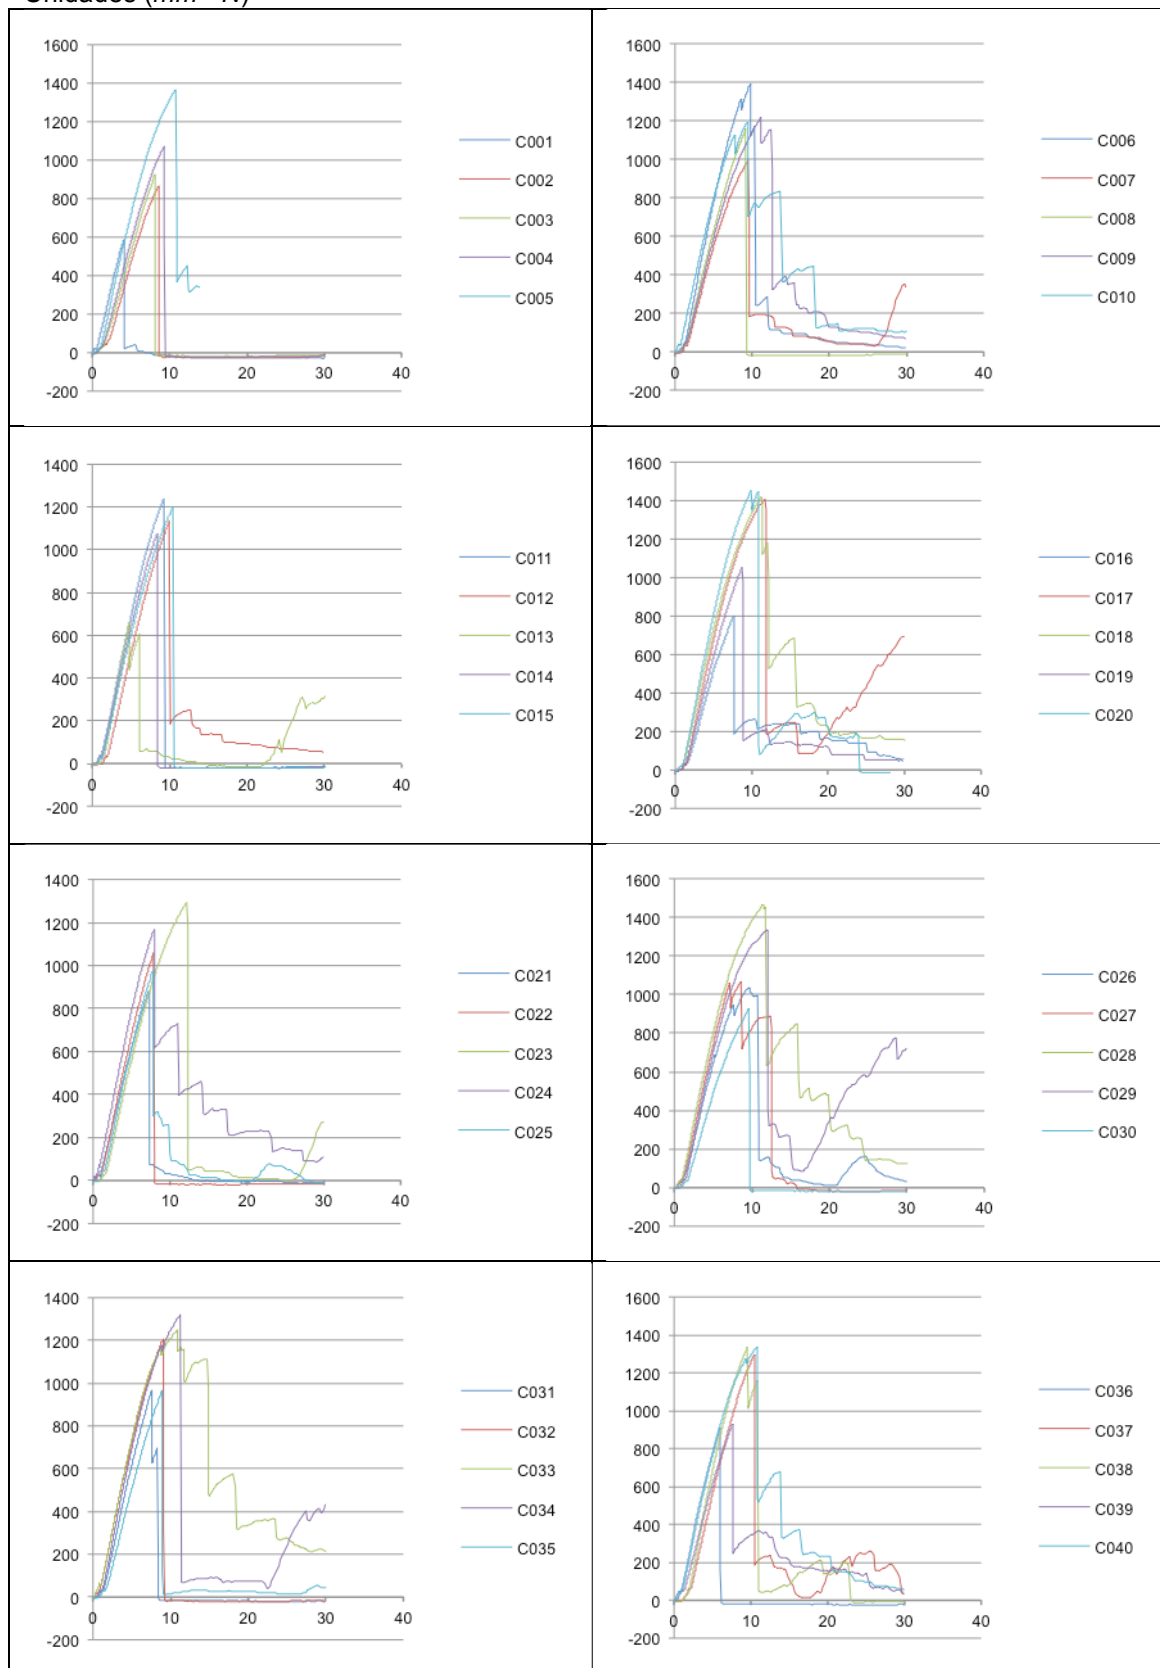 Unidades (mm - N)
1600
1400
1200
1000
800
600
400
200
0
-200
0 10 20 30 40
C001
C002
C003
C004
C005
1600
1400
1200
1000
800
600
400
200
0
-200
0 10 20 30 40
C006
C007
C008
C009
C010
1400
1200
1000
800
600
400
200
0
-200
0 10 20 30 40
C011
C012
C013
C014
C015
1600
1400
1200
1000
800
600
400
200
0
-200
0 10 20 30 40
C016
C017
C018
C019
C020
1400
1200
1000
800
600
400
200
0
-200
0 10 20 30 40
C021
C022
C023
C024
C025
1600
1400
1200
1000
800
600
400
200
0
-200
0 10 20 30 40
C026
C027
C028
C029
C030
1400
1200
1000
800
600
400
200
0
-200
0 10 20 30 40
C031
C032
C033
C034
C035
1600
1400
1200
1000
800
600
400
200
0
-200
0 10 20 30 40
C036
C037
C038
C039
C040